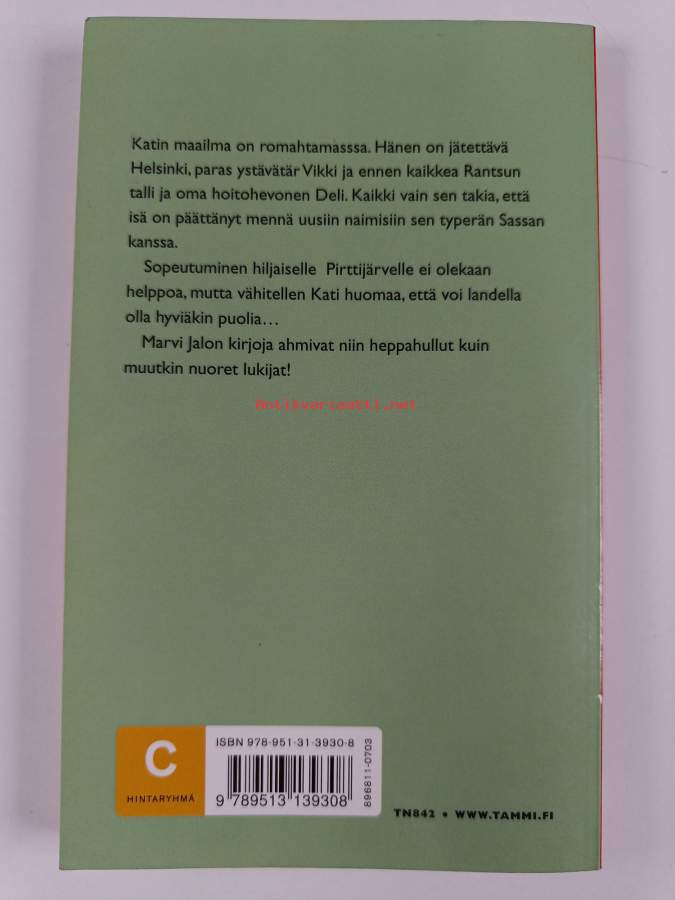 Katin maailma on romahtamasssa. Hänen on jätettävä
Helsinki, paras ystävätär Vikki ja ennen kaikkea Rantsun
talli ja oma hoitohevonen Deli. Kaikki vain sen takia, että
isä on päättänyt mennä uusiin naimisiin sen typerän Sassan
kanssa.
Sopeutuminen hiljaiselle Pirttijärvelle ei olekaan
helppoa, mutta vähitellen Kati huomaa, että voi landella
olla hyviäkin puolia...
Marvi Jalon kirjoja ahmivat niin heppahullut kuin
muutkin nuoret lukijat!
Antikvariaatti.net
C
HINTARYHMÄ
ISBN 978-951-31-3930-8
9 789513 139308
896811-0703
TN842 • WWW.TAMMI.FI